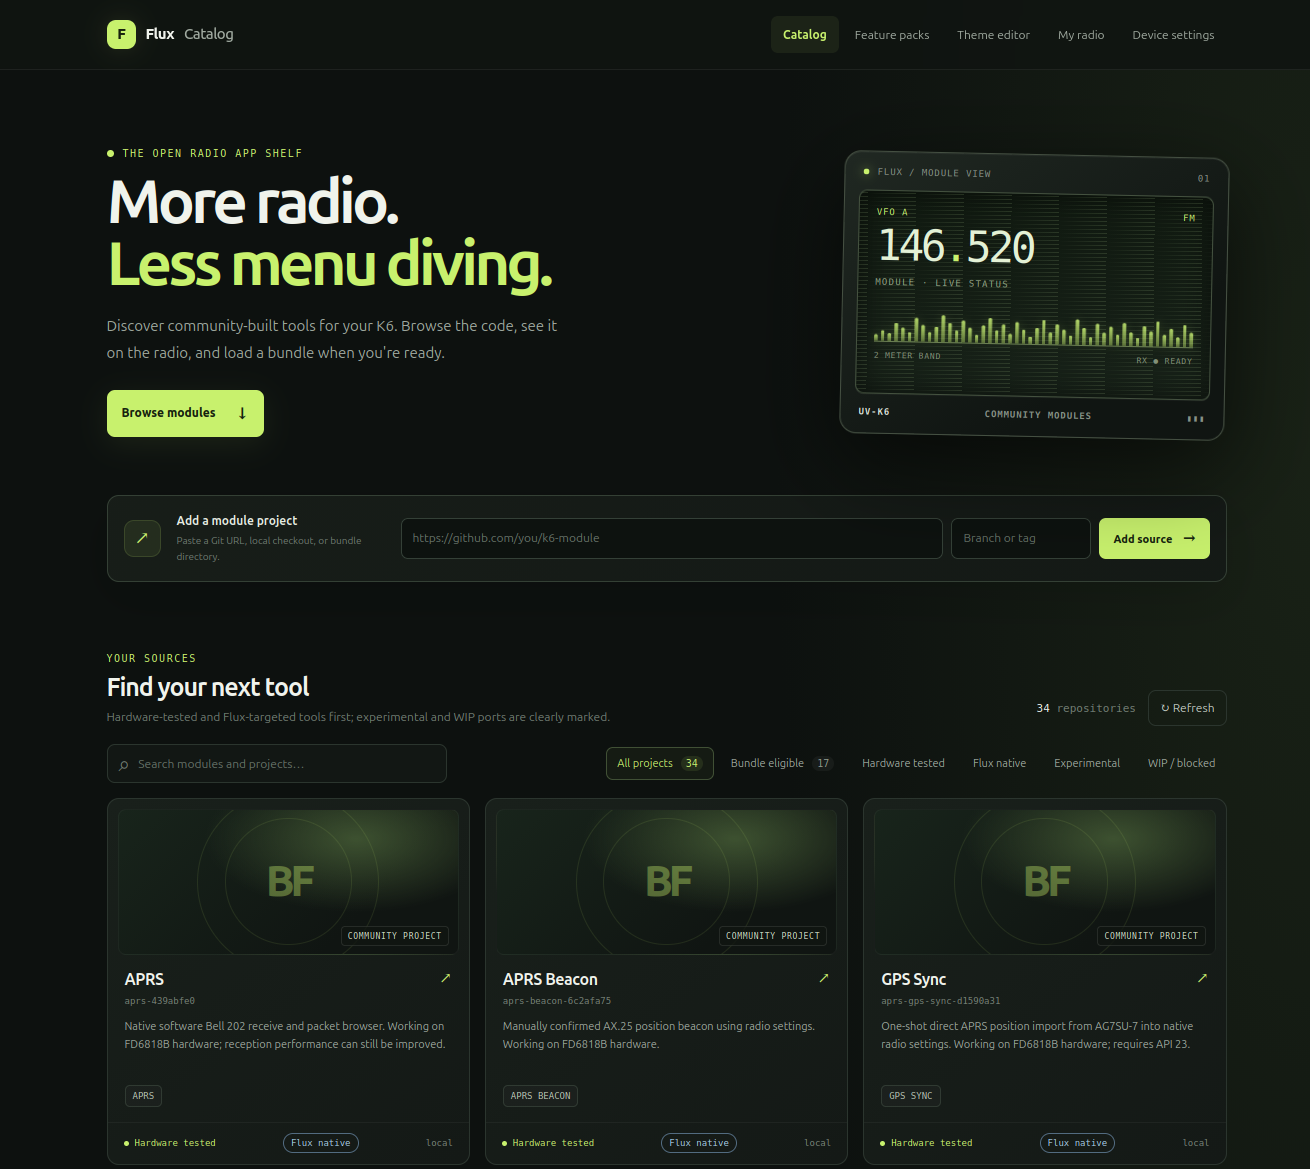 F Flux Catalog
Catalog Feature packs Theme editor My radio Device settings
THE OPEN RADIO APP SHELF
More radio.
Less menu diving.
Discover community-built tools for your K6. Browse the code, see it
on the radio, and load a bundle when you're ready.
Browse modules ↓
FLUX / MODULE VIEW 01
VFO A FM
146.520
MODULE · LIVE STATUS
2 METER BAND RX ● READY
UV-K6 COMMUNITY MODULES ▮▮▮
↗ Add a module project
Paste a Git URL, local checkout, or bundle
directory.
https://github.com/you/k6-module
Branch or tag
Add source →
YOUR SOURCES
Find your next tool
Hardware-tested and Flux-targeted tools first; experimental and WIP ports are clearly marked.
34 repositories ↻ Refresh
⌕ Search modules and projects…
All projects 34 Bundle eligible 17 Hardware tested Flux native Experimental WIP / blocked
BF
COMMUNITY PROJECT
APRS ↗
aprs-439abfe0
Native software Bell 202 receive and packet browser. Working on
FD6818B hardware; reception performance can still be improved.
APRS
Hardware tested Flux native local
BF
COMMUNITY PROJECT
APRS Beacon ↗
aprs-beacon-6c2afa75
Manually confirmed AX.25 position beacon using radio settings.
Working on FD6818B hardware.
APRS BEACON
Hardware tested Flux native local
BF
COMMUNITY PROJECT
GPS Sync ↗
aprs-gps-sync-d1590a31
One-shot direct APRS position import from AG7SU-7 into native
radio settings. Working on FD6818B hardware; requires API 23.
GPS SYNC
Hardware tested Flux native local